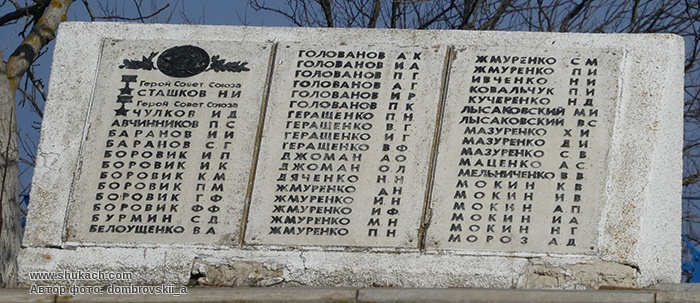 Герой Совет Союза
СТАШКОВ Н И
Герой Совет Союза
ЧУЛКОВ И Д
АВЧИННИКОВ П С
БАРАНОВ И И
БАРАНОВ С Г
БОРОВИК И П
БОРОВИК И К
БОРОВИК К М
БОРОВИК П М
БОРОВИК Г Ф
БОРОВИК Ф Ф
БУРМИН С Д
БЕЛОУЩЕНКО В А
ГОЛОВАНОВ А К
ГОЛОВАНОВ И А
ГОЛОВАНОВ П Г
ГОЛОВАНОВ А Г
ГОЛОВАНОВ И Р
ГОЛОВАНОВ П К
ГЕРАЩЕНКО П Н
ГЕРАЩЕНКО В Г
ГЕРАЩЕНКО И Г
ГЕРАЩЕНКО В Ф
ДЖОМАН А О
ДЖОМАН О Л
ДЯЧЕНКО Н Н
ЖМУРЕНКО А Н
ЖМУРЕНКО И Н
ЖМУРЕНКО И Ф
ЖМУРЕНКО М Н
ЖМУРЕНКО П Н
ЖМУРЕНКО С М
ЖМУРЕНКО П И
ИВЧЕНКО Н И
КОВАЛЬЧУК П И
КУЧЕРЕНКО Н Д
ЛЫСАКОВСКИЙ М И
ЛЫСАКОВСКИЙ В С
МАЗУРЕНКО Х И
МАЗУРЕНКО Д И
МАЗУРЕНКО С В
МАЦЕНКО А С
МЕЛЬНИЧЕНКО В В
МОКИН К В
МОКИН И В
МОКИН А П
МОКИН И А
МОКИН Н Г
МОРОЗ А Д
www.shukach.com
Автор фото: dombrovskii_a